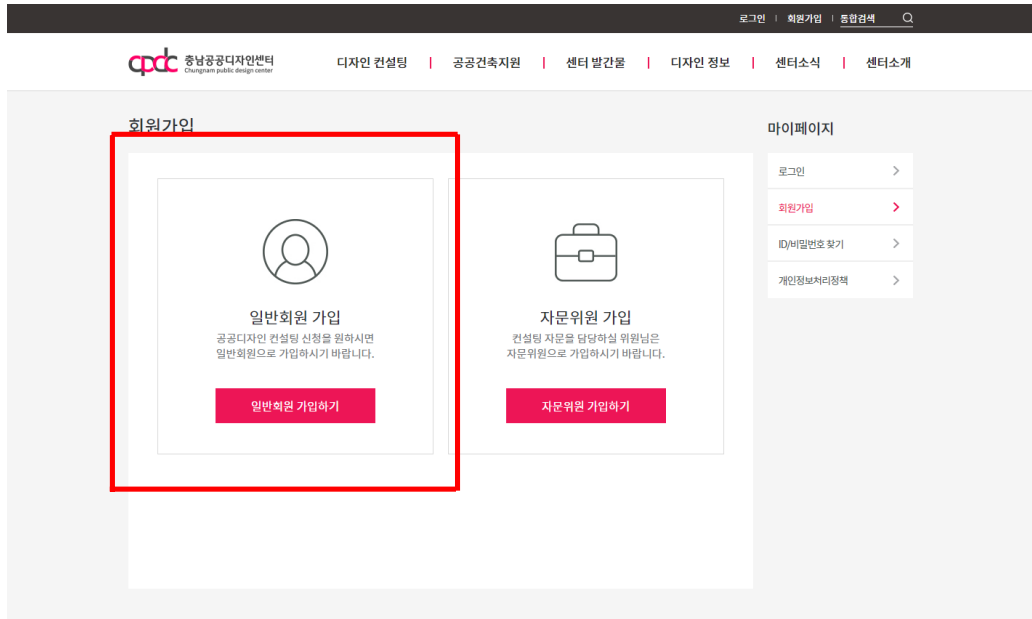 로그인 | 회원가입 | 통합검색
cpdc 충남공공디자인센터
Chungnam public design center
디자인 컨설팅 | 공공건축지원 | 센터 발간물 | 디자인 정보 | 센터소식 | 센터소개
회원가입
일반회원 가입
공공디자인 컨설팅 신청을 원하시면
일반회원으로 가입하시기 바랍니다.
일반회원 가입하기
자문위원 가입
컨설팅 자문을 담당하실 위원님은
자문위원으로 가입하시기 바랍니다.
자문위원 가입하기
마이페이지
로그인
회원가입
ID/비밀번호 찾기
개인정보처리정책